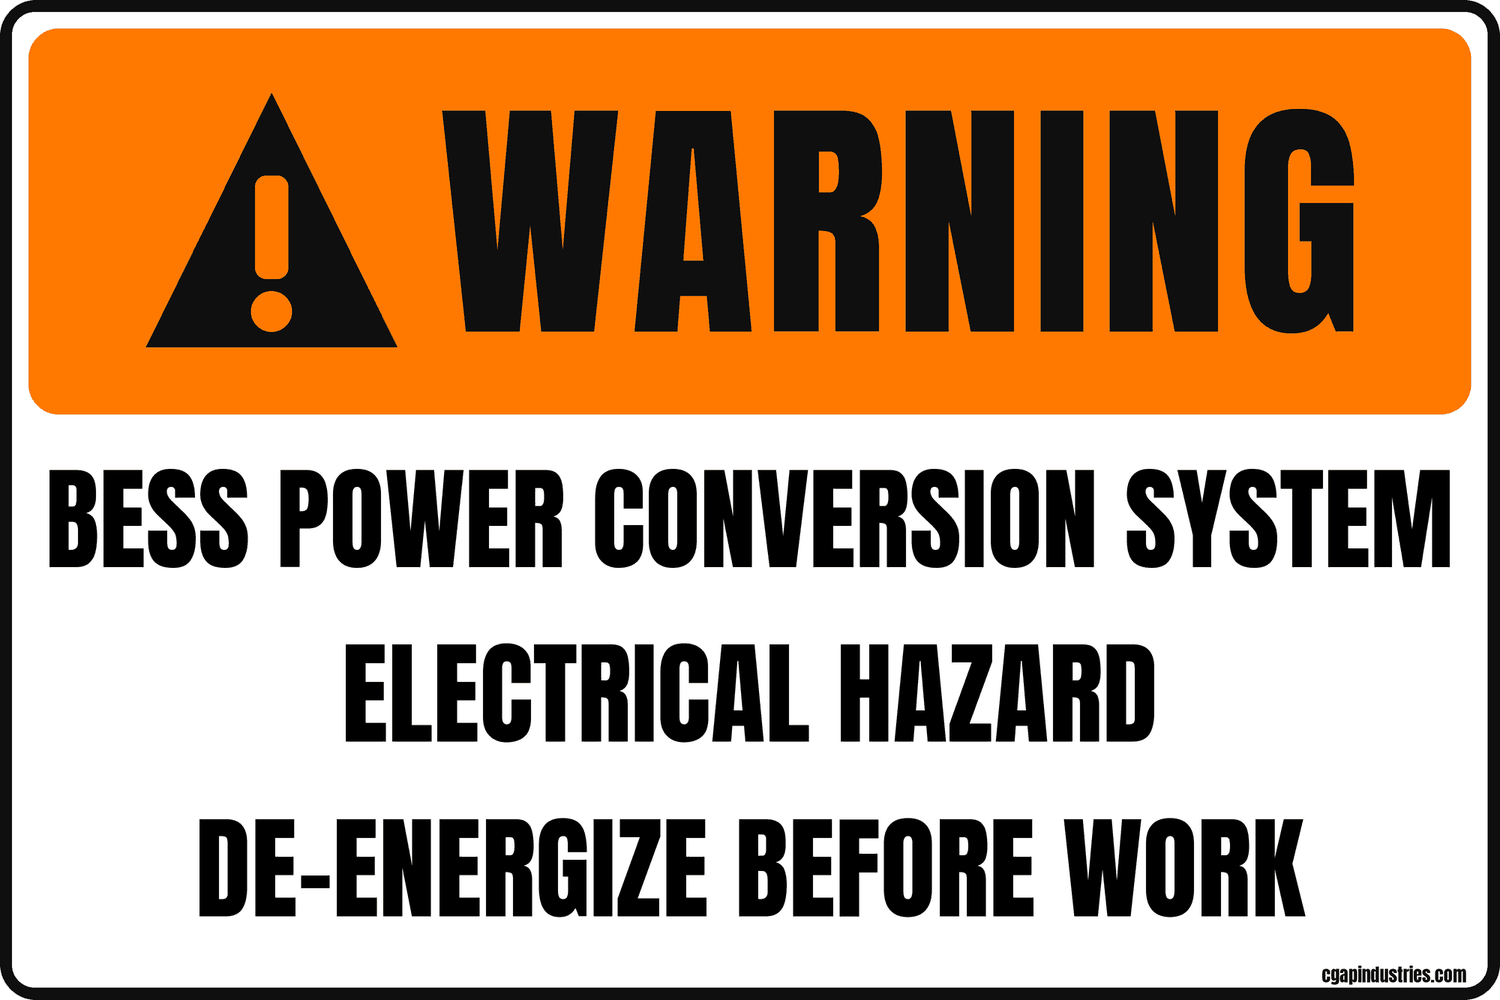 WARNING
BESS POWER CONVERSION SYSTEM
ELECTRICAL HAZARD
DE-ENERGIZE BEFORE WORK
cgapindustries.com